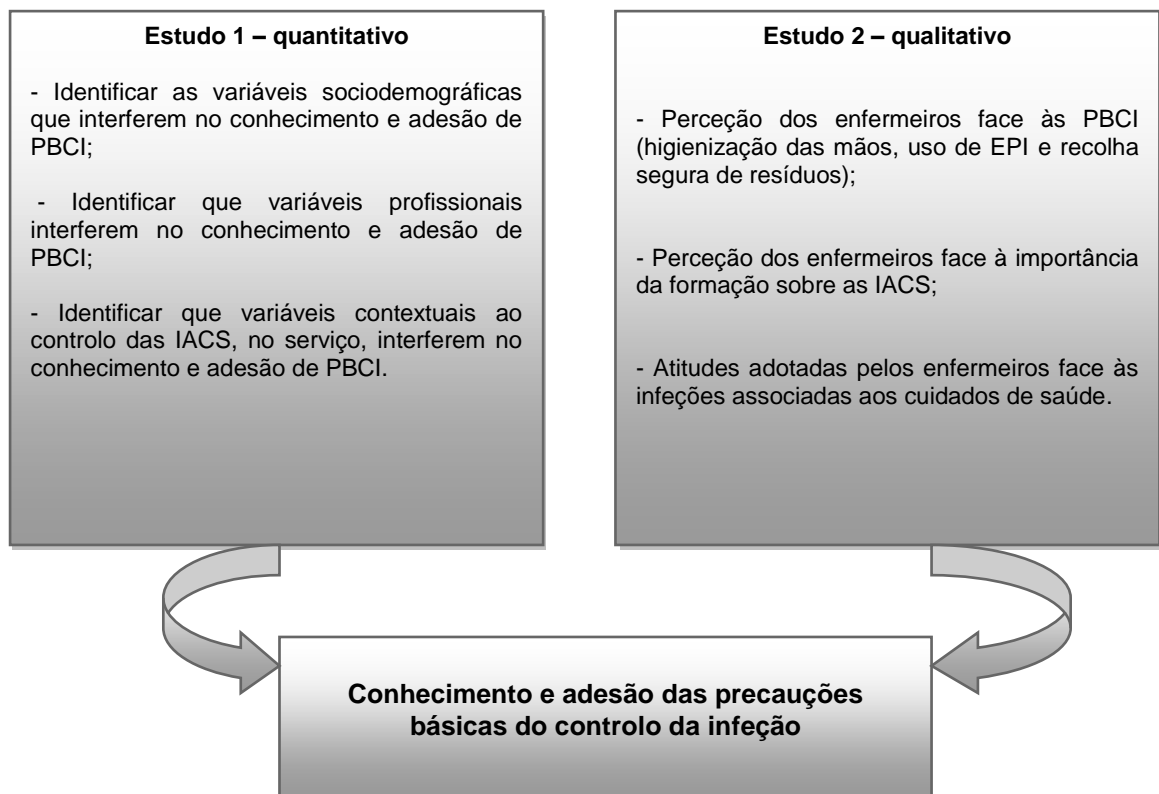 Estudo 1 – quantitativo
- Identificar as variáveis sociodemográficas
que interferem no conhecimento e adesão de
PBCI;
- Identificar que variáveis profissionais
interferem no conhecimento e adesão de
PBCI;
- Identificar que variáveis contextuais ao
controlo das IACS, no serviço, interferem no
conhecimento e adesão de PBCI.
Estudo 2 – qualitativo
- Perceção dos enfermeiros face às PBCI
(higienização das mãos, uso de EPI e recolha
segura de resíduos);
- Perceção dos enfermeiros face à importância
da formação sobre as IACS;
- Atitudes adotadas pelos enfermeiros face às
infeções associadas aos cuidados de saúde.
Conhecimento e adesão das precauções
básicas do controlo da infeção